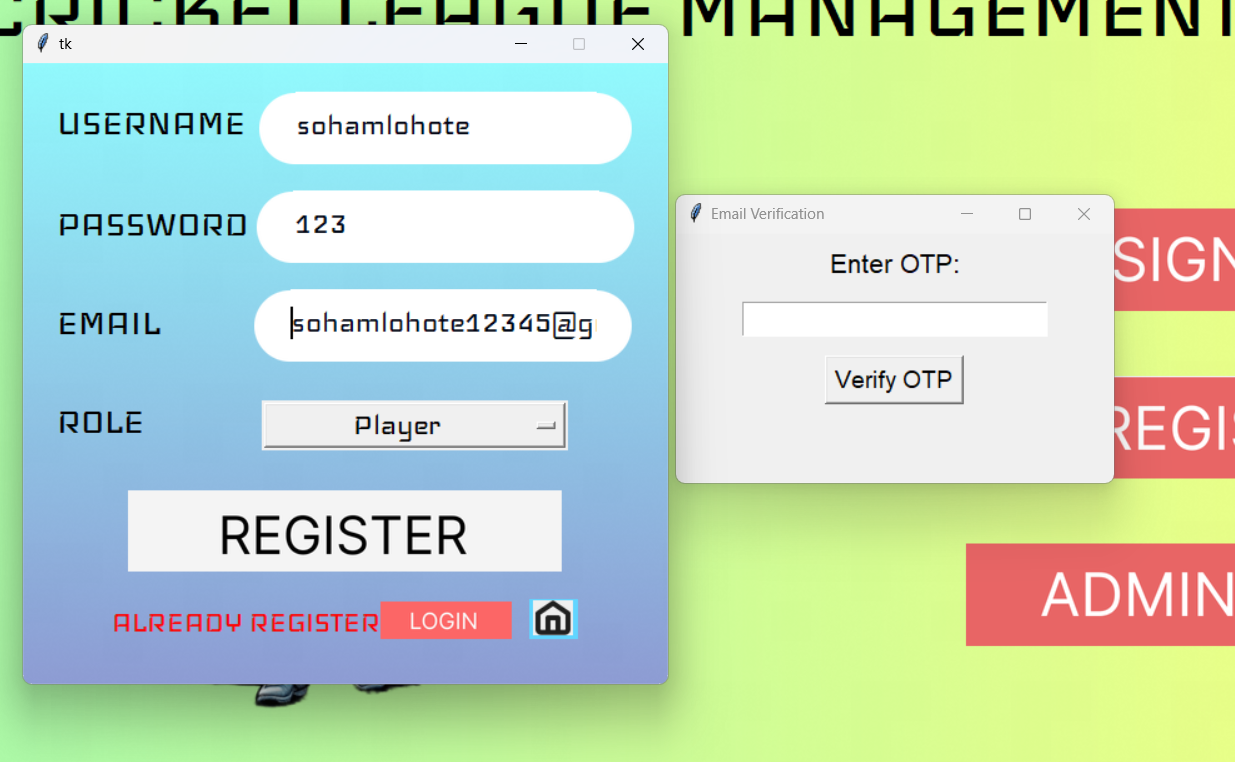 CRICKET LEAGUE MANAGEMENT
tk
USERNAME
sohamlohote
PASSWORD
123
EMAIL
sohamlohote12345@g
ROLE
Player
REGISTER
ALREADY REGISTER
LOGIN
Email Verification
Enter OTP:
Verify OTP
SIGN
REGI
ADMIN